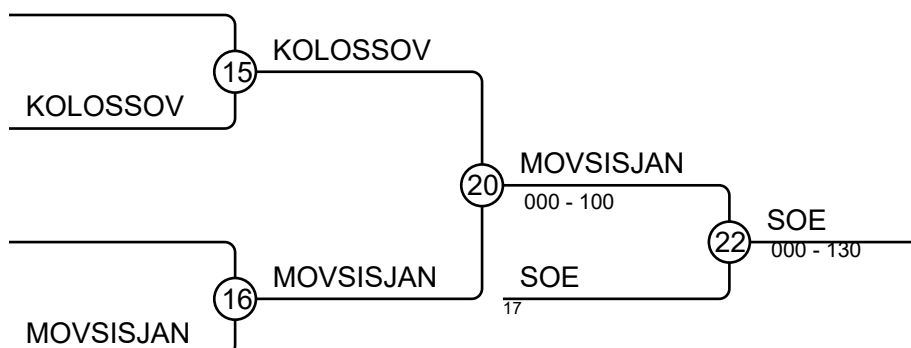 KOLOSSOV
15
KOLOSSOV
MOVSISJAN
20
000 - 100
SOE
22
000 - 130
MOVSISJAN
SOE
16
17
MOVSISJAN